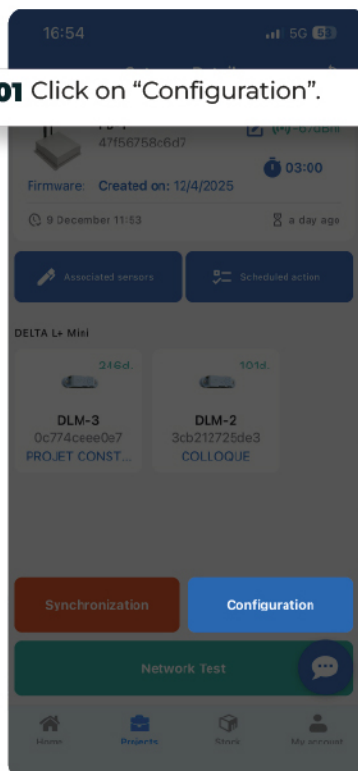 16:54
5G 53
01 Click on “Configuration”.
47f56758c6d7
03:00
Firmware: Created on: 12/4/2025
9 December 11:53
a day ago
Associated sensors
Scheduled action
DELTA L+ Mini
246d.
101d.
DLM-3
DLM-2
0c774ceee0e7
3cb212725de3
PROJET CONST...
COLLOQUE
Synchronization
Configuration
Network Test
Home
Projects
Stock
My account